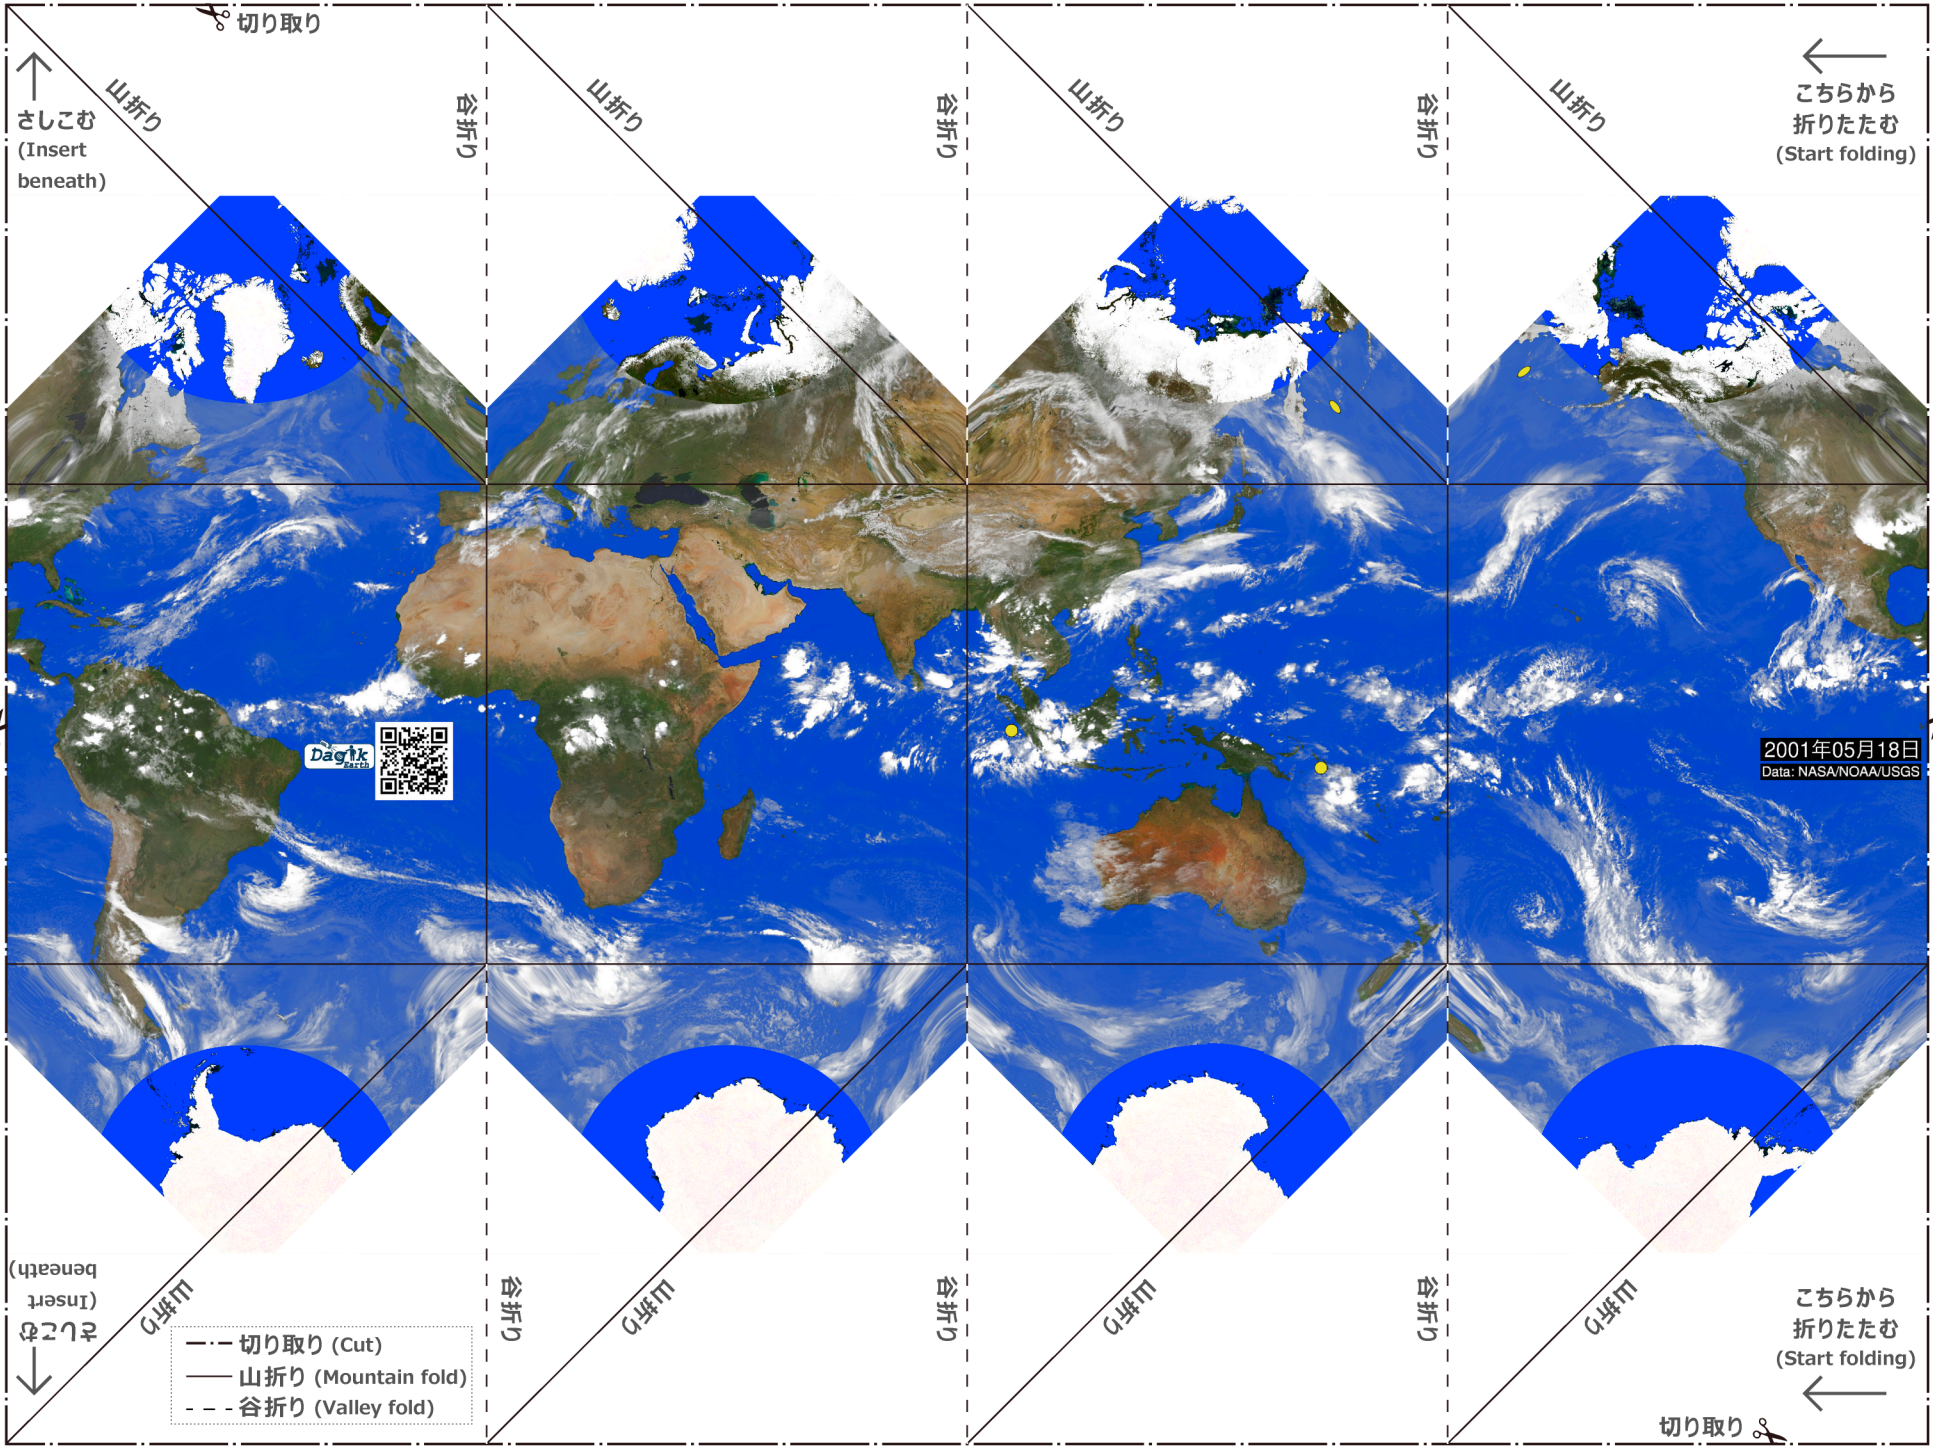 切り取り
山折り
谷折り
山折り
谷折り
山折り
谷折り
山折り
さしこむ
(Insert
beneath)
こちらから
折りたたむ
(Start folding)
Dagik
Earth
2001年05月18日
Data: NASA/NOAA/USGS
さしこむ
(Insert
beneath)
山折り
谷折り
山折り
谷折り
山折り
谷折り
山折り
こちらから
折りたたむ
(Start folding)
切り取り (Cut)
山折り (Mountain fold)
谷折り (Valley fold)
切り取り